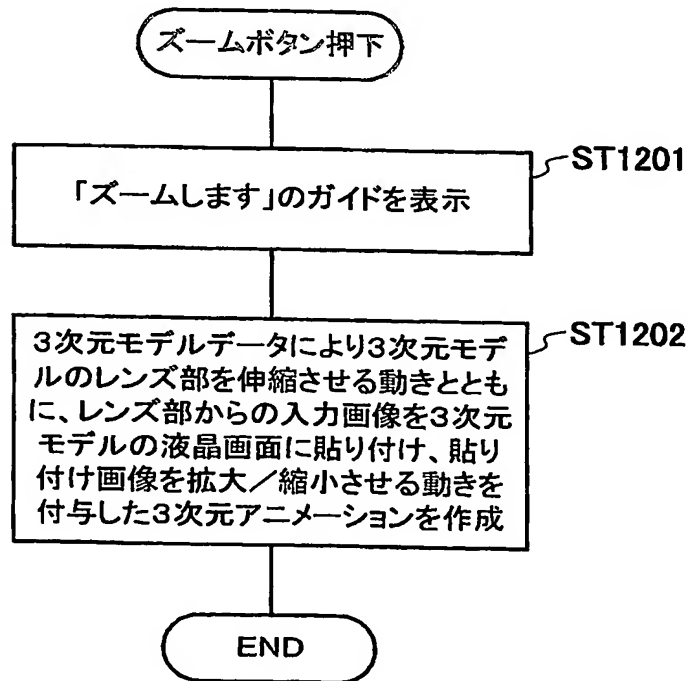 ズームボタン押下
ST1201
「ズームします」のガイドを表示
ST1202
3次元モデルデータにより3次元モデ
ルのレンズ部を伸縮させる動きととも
に、レンズ部からの入力画像を3次元
モデルの液晶画面に貼り付け、貼り
付け画像を拡大／縮小させる動きを
付与した3次元アニメーションを作成
END